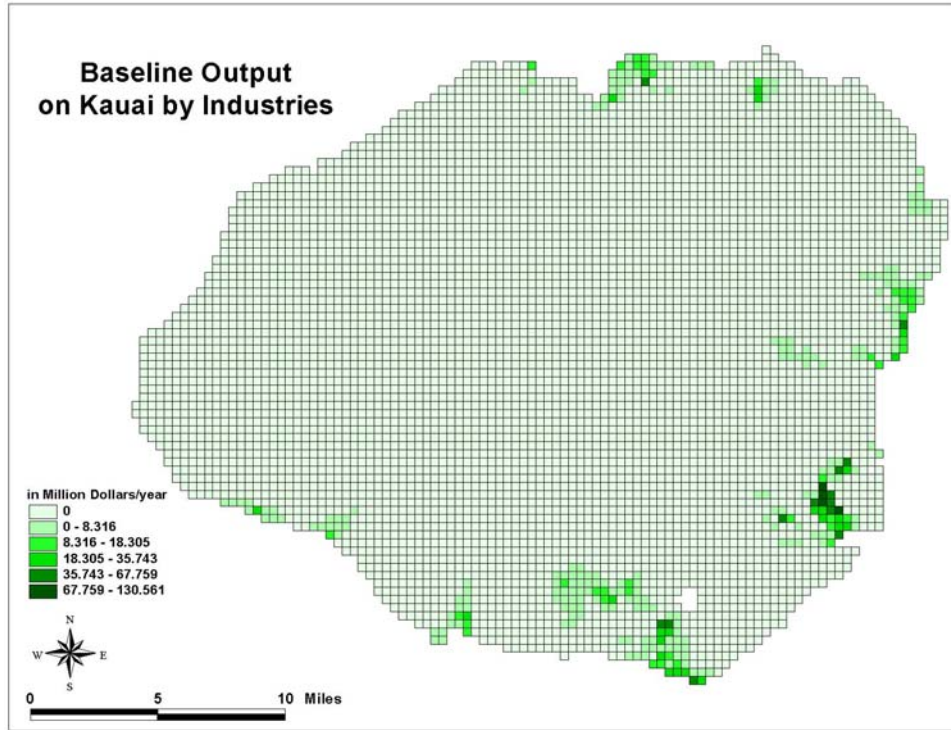 Baseline Output
on Kauai by Industries
in Million Dollars/year
0
0 - 8.316
8.316 - 18.305
18.305 - 35.743
35.743 - 67.759
67.759 - 130.561
N
W E
S
0 5 10 Miles